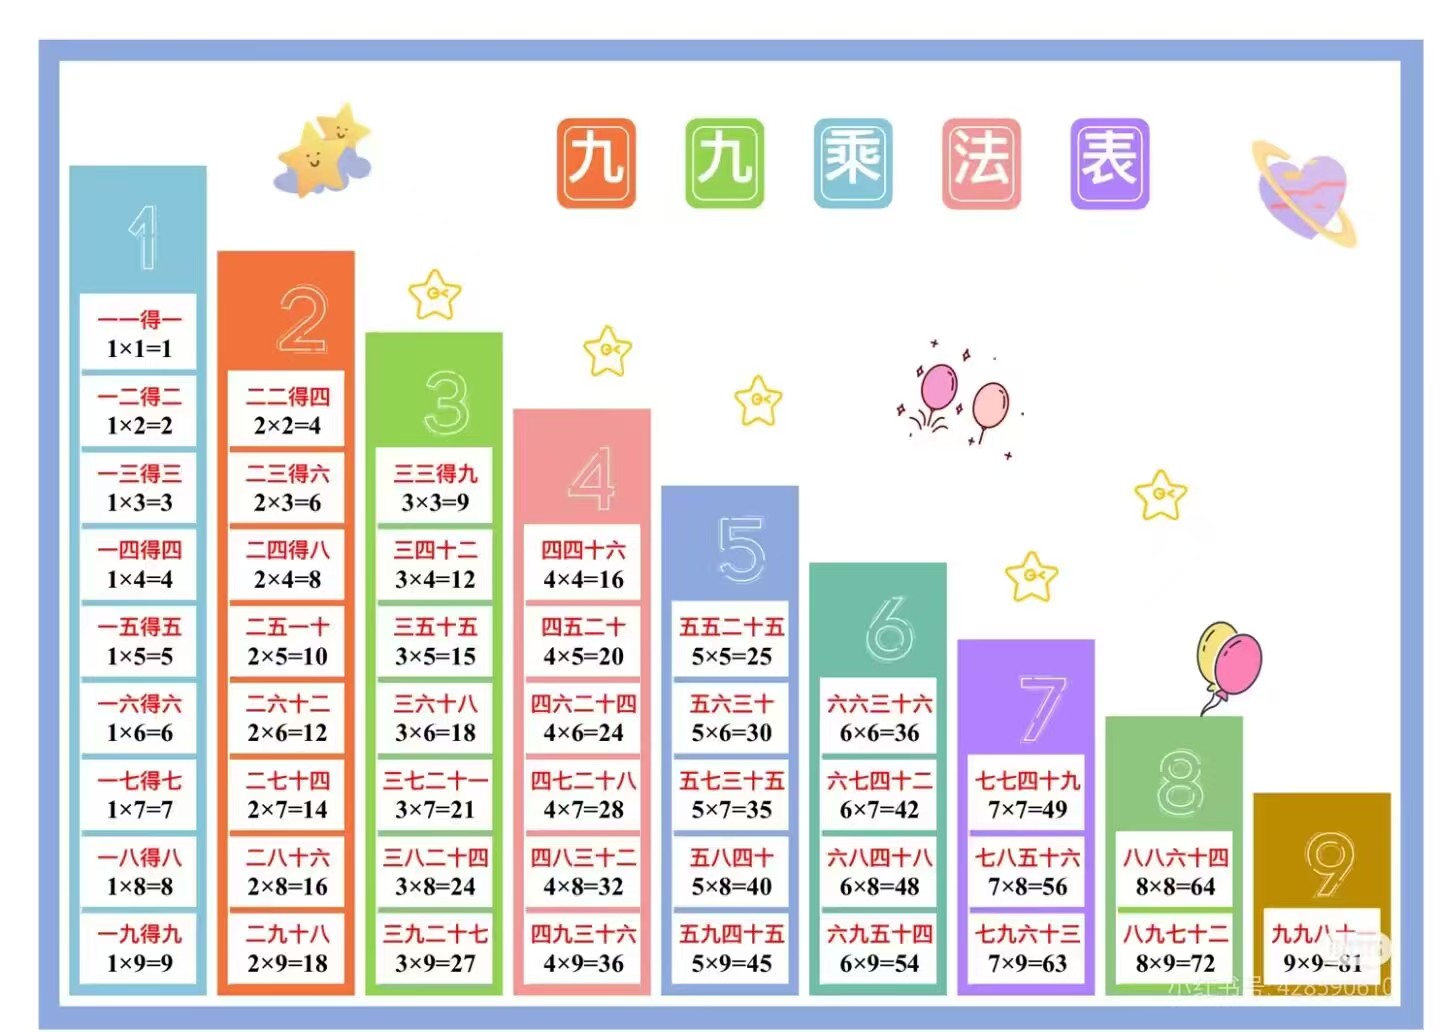 九九乘法表
1
一一得一
1×1=1
一二得二
1×2=2
一三得三
1×3=3
一四得四
1×4=4
一五得五
1×5=5
一六得六
1×6=6
一七得七
1×7=7
一八得八
1×8=8
一九得九
1×9=9
2
二二得四
2×2=4
二三得六
2×3=6
二四得八
2×4=8
二五一十
2×5=10
二六十二
2×6=12
二七十四
2×7=14
二八十六
2×8=16
二九十八
2×9=18
3
三三得九
3×3=9
三四十二
3×4=12
三五十五
3×5=15
三六十八
3×6=18
三七二十一
3×7=21
三八二十四
3×8=24
三九二十七
3×9=27
4
四四十六
4×4=16
四五二十
4×5=20
四六二十四
4×6=24
四七二十八
4×7=28
四八三十二
4×8=32
四九三十六
4×9=36
5
五五二十五
5×5=25
五六三十
5×6=30
五七三十五
5×7=35
五八四十
5×8=40
五九四十五
5×9=45
6
六六三十六
6×6=36
六七四十二
6×7=42
六八四十八
6×8=48
六九五十四
6×9=54
7
七七四十九
7×7=49
七八五十六
7×8=56
七九六十三
7×9=63
8
八八六十四
8×8=64
八九七十二
8×9=72
9
九九八十一
9×9=81
小红书号: